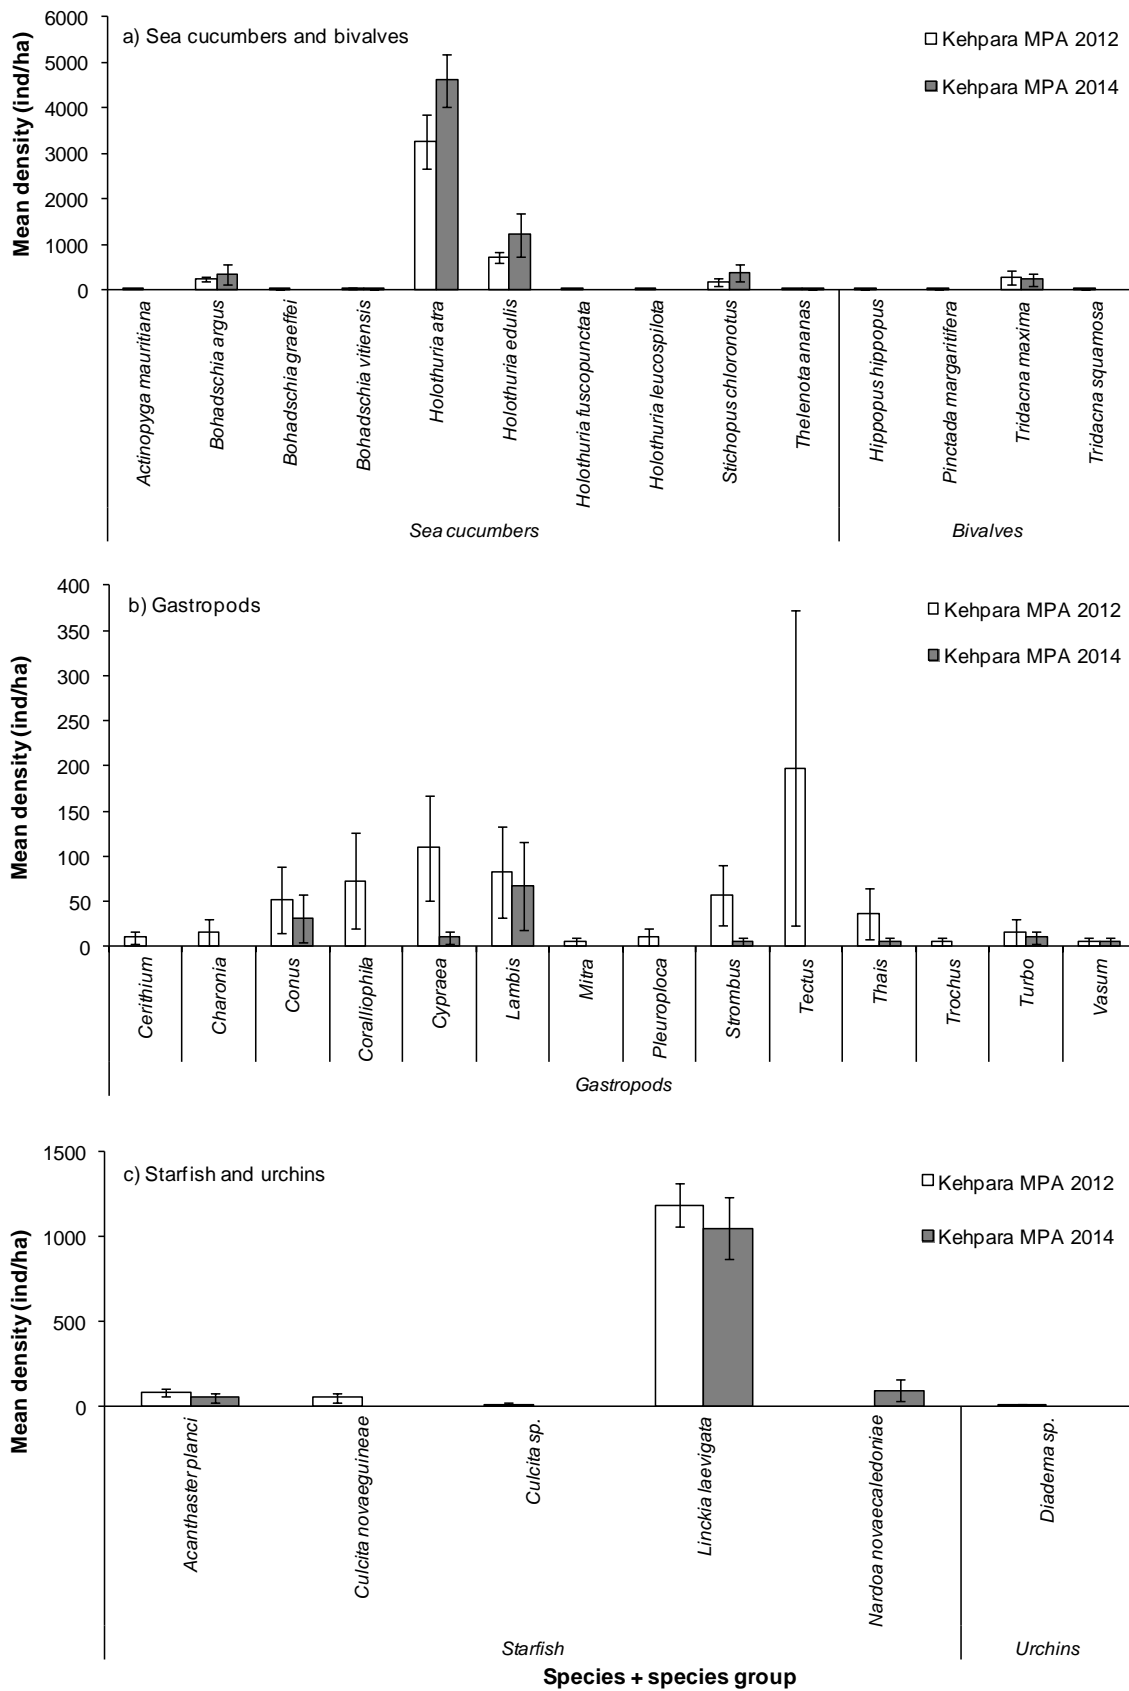 a) Sea cucumbers and bivalves
Kehpara MPA 2012
Kehpara MPA 2014
Mean density (ind/ha)
6000
5000
4000
3000
2000
1000
0
Actinopyga mauritiana
Bohadschia argus
Bohadschia graeffei
Bohadschia vitiensis
Holothuria atra
Holothuria edulis
Holothuria fuscopunctata
Holothuria leucospilota
Stichopus chloronotus
Thelenota ananas
Hippopus hippopus
Pinctada margaritifera
Tridacna maxima
Tridacna squamosa
Sea cucumbers
Bivalves
b) Gastropods
Kehpara MPA 2012
Kehpara MPA 2014
Mean density (ind/ha)
400
350
300
250
200
150
100
50
0
Cerithium
Charonia
Conus
Coralliophila
Cypraea
Lambis
Mitra
Pleuroploca
Strombus
Tectus
Thais
Trochus
Turbo
Vasum
Gastropods
c) Starfish and urchins
Kehpara MPA 2012
Kehpara MPA 2014
Mean density (ind/ha)
1500
1000
500
0
Acanthaster planci
Culcita novaeguineae
Culcita sp.
Linckia laevigata
Nardoa novaecaledoniae
Diadema sp.
Starfish
Urchins
Species + species group